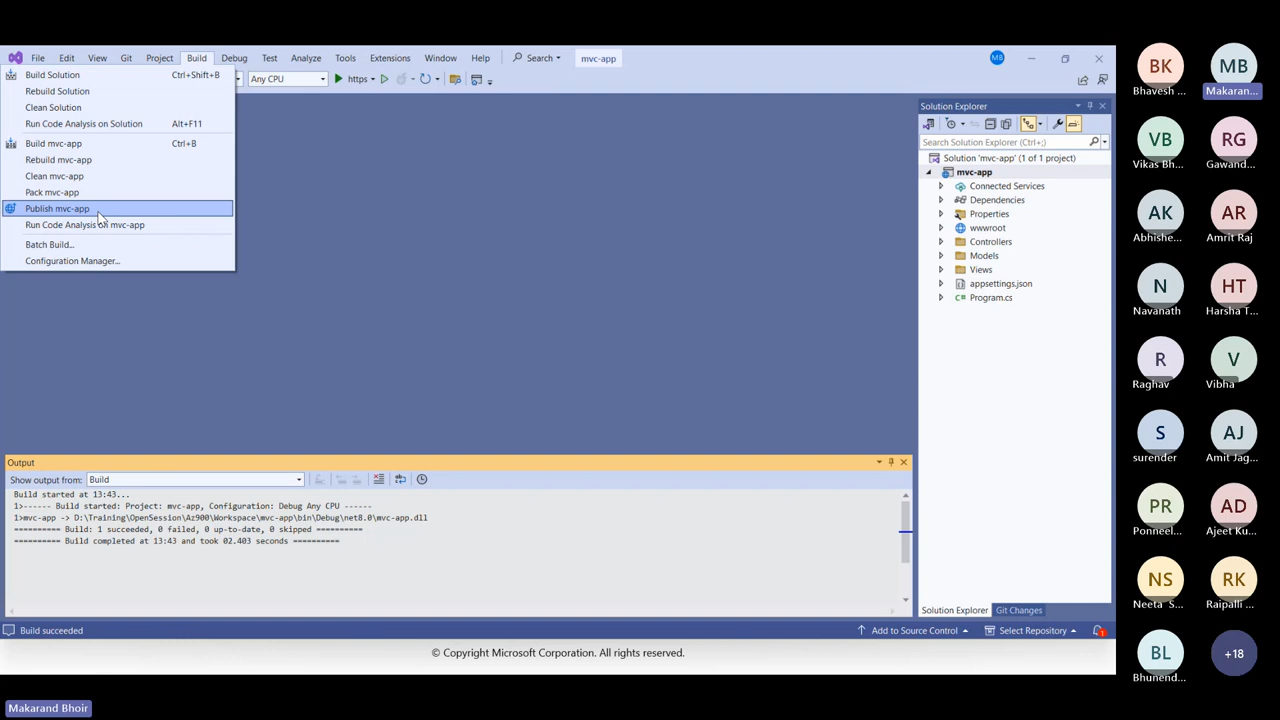 File Edit View Git Project Build Debug Test Analyze Tools Extensions Window Help Search mvc-app MB
Any CPU https
Build Solution Ctrl+Shift+B
Rebuild Solution
Clean Solution
Run Code Analysis on Solution Alt+F11
Build mvc-app Ctrl+B
Rebuild mvc-app
Clean mvc-app
Pack mvc-app
Publish mvc-app
Run Code Analysis on mvc-app
Batch Build...
Configuration Manager...
Solution Explorer
Search Solution Explorer (Ctrl+;)
Solution 'mvc-app' (1 of 1 project)
mvc-app
Connected Services
Dependencies
Properties
wwwroot
Controllers
Models
Views
appsettings.json
C# Program.cs
Output
Show output from: Build
Build started at 13:43...
1>------ Build started: Project: mvc-app, Configuration: Debug Any CPU ------
1>mvc-app -> D:\Training\OpenSession\Az900\Workspace\mvc-app\bin\Debug\net8.0\mvc-app.dll
========== Build: 1 succeeded, 0 failed, 0 up-to-date, 0 skipped ==========
========== Build completed at 13:43 and took 02.403 seconds ==========
Solution Explorer Git Changes
Build succeeded Add to Source Control Select Repository 1
© Copyright Microsoft Corporation. All rights reserved.
Makarand Bhoir
BK MB
Bhavesh ... Makaran...
VB RG
Vikas Bh... Gawand...
AK AR
Abhishe... Amrit Raj
N HT
Navanath Harsha T...
R V
Raghav Vibha
S AJ
surender Amit Jag...
PR AD
Ponneel... Ajeet Ku...
NS RK
Neeta S... Raipalli ...
BL +18
Bhunend...